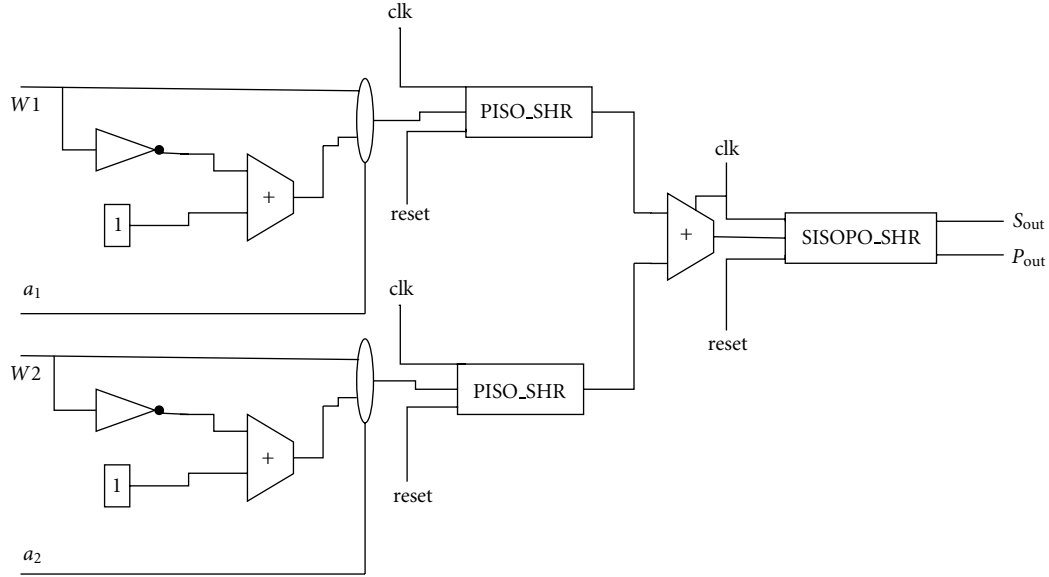 clk
W1
PISO_SHR
+
1
reset
clk
+
SISOPO_SHR
Sout
Pout
reset
a1
clk
W2
PISO_SHR
+
1
reset
a2